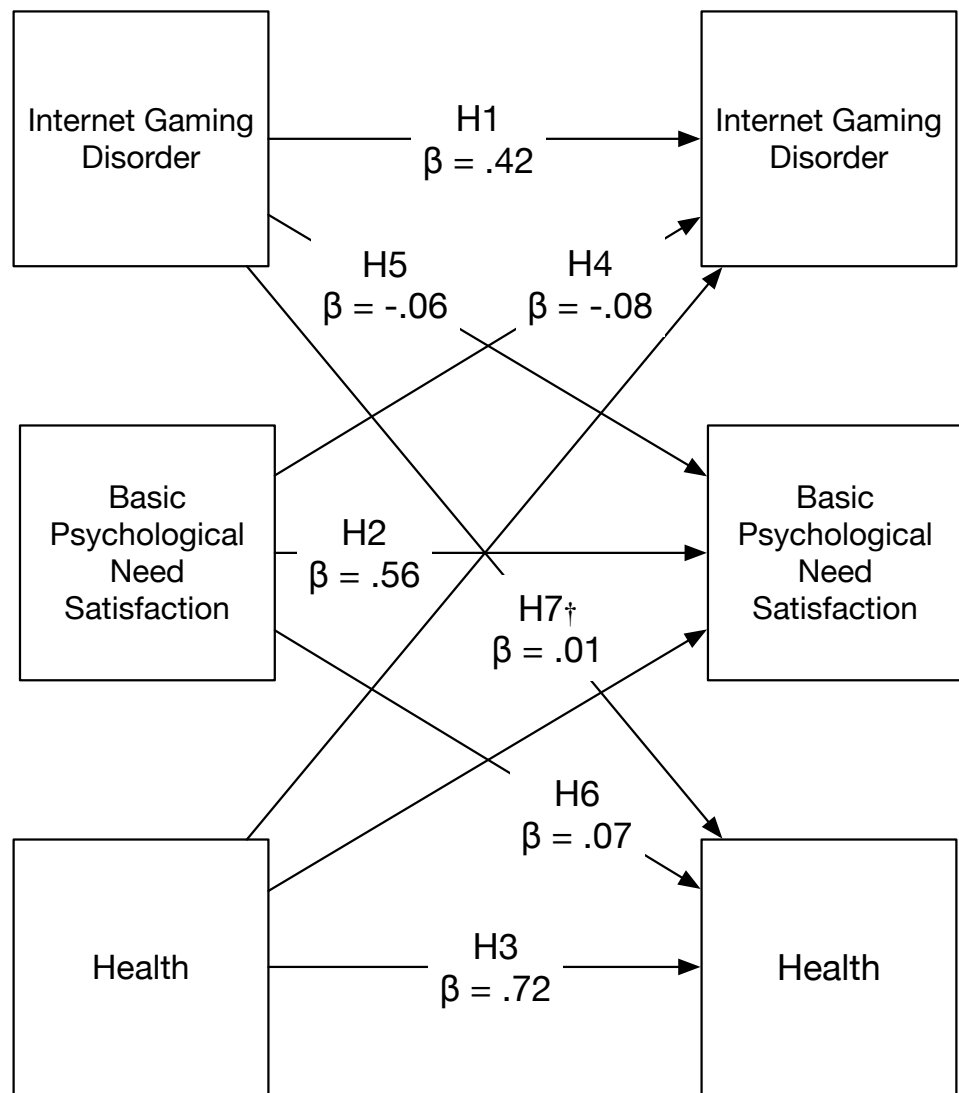 Internet Gaming
Disorder
H1
β = .42
Internet Gaming
Disorder
H5
β = -.06
H4
β = -.08
Basic
Psychological
Need
Satisfaction
H2
β = .56
H7†
β = .01
Basic
Psychological
Need
Satisfaction
H6
β = .07
Health
H3
β = .72
Health